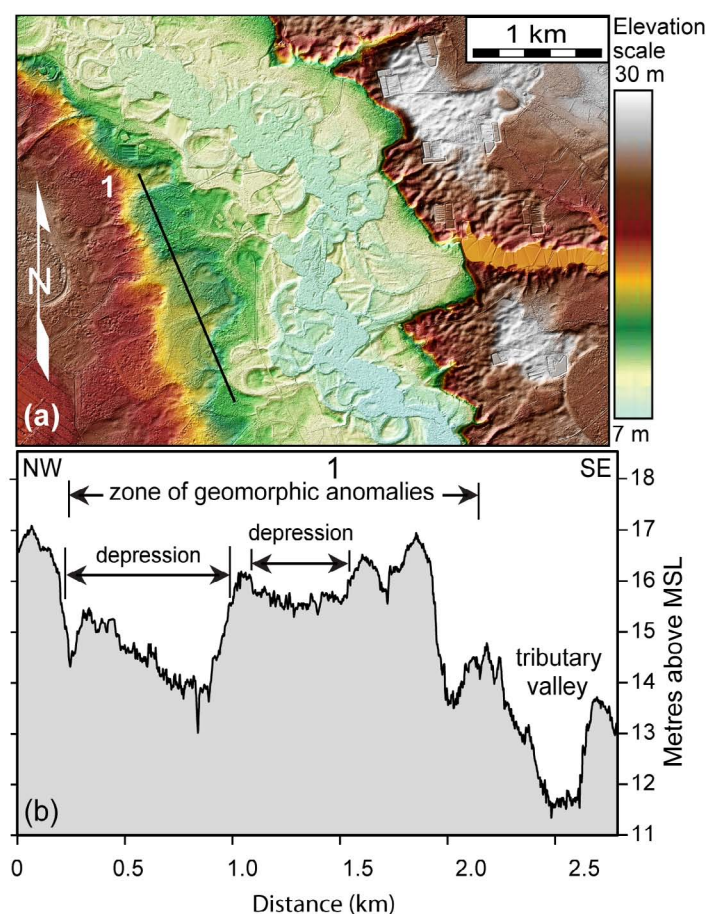 1 km
Elevation
scale
30 m
1
N
(a)
7 m
NW
1
SE
zone of geomorphic anomalies
depression
depression
tributary
valley
(b)
18
17
16
15
14
13
12
11
Metres above MSL
0
0.5
1.0
1.5
2.0
2.5
Distance (km)